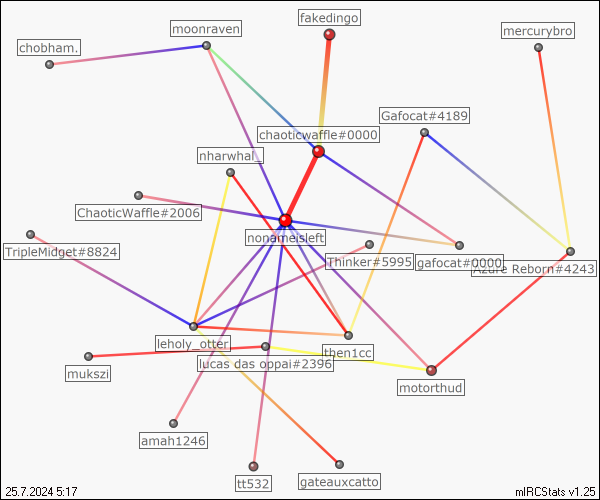 fakedingo
moonraven
mercurybro
chobham.
Gafocat#4189
chaoticwaffle#0000
nharwhal_
ChaoticWaffle#2006
nonameisleft
TripleMidget#8824
Thinker#5995
gafocat#0000
Azure Reborn#4243
leholy_otter
then1cc
lucas das oppai#2396
mukszi
motorthud
amah1246
tt532
gateauxcatto
25.7.2024 5:17
mIRCStats v1.25